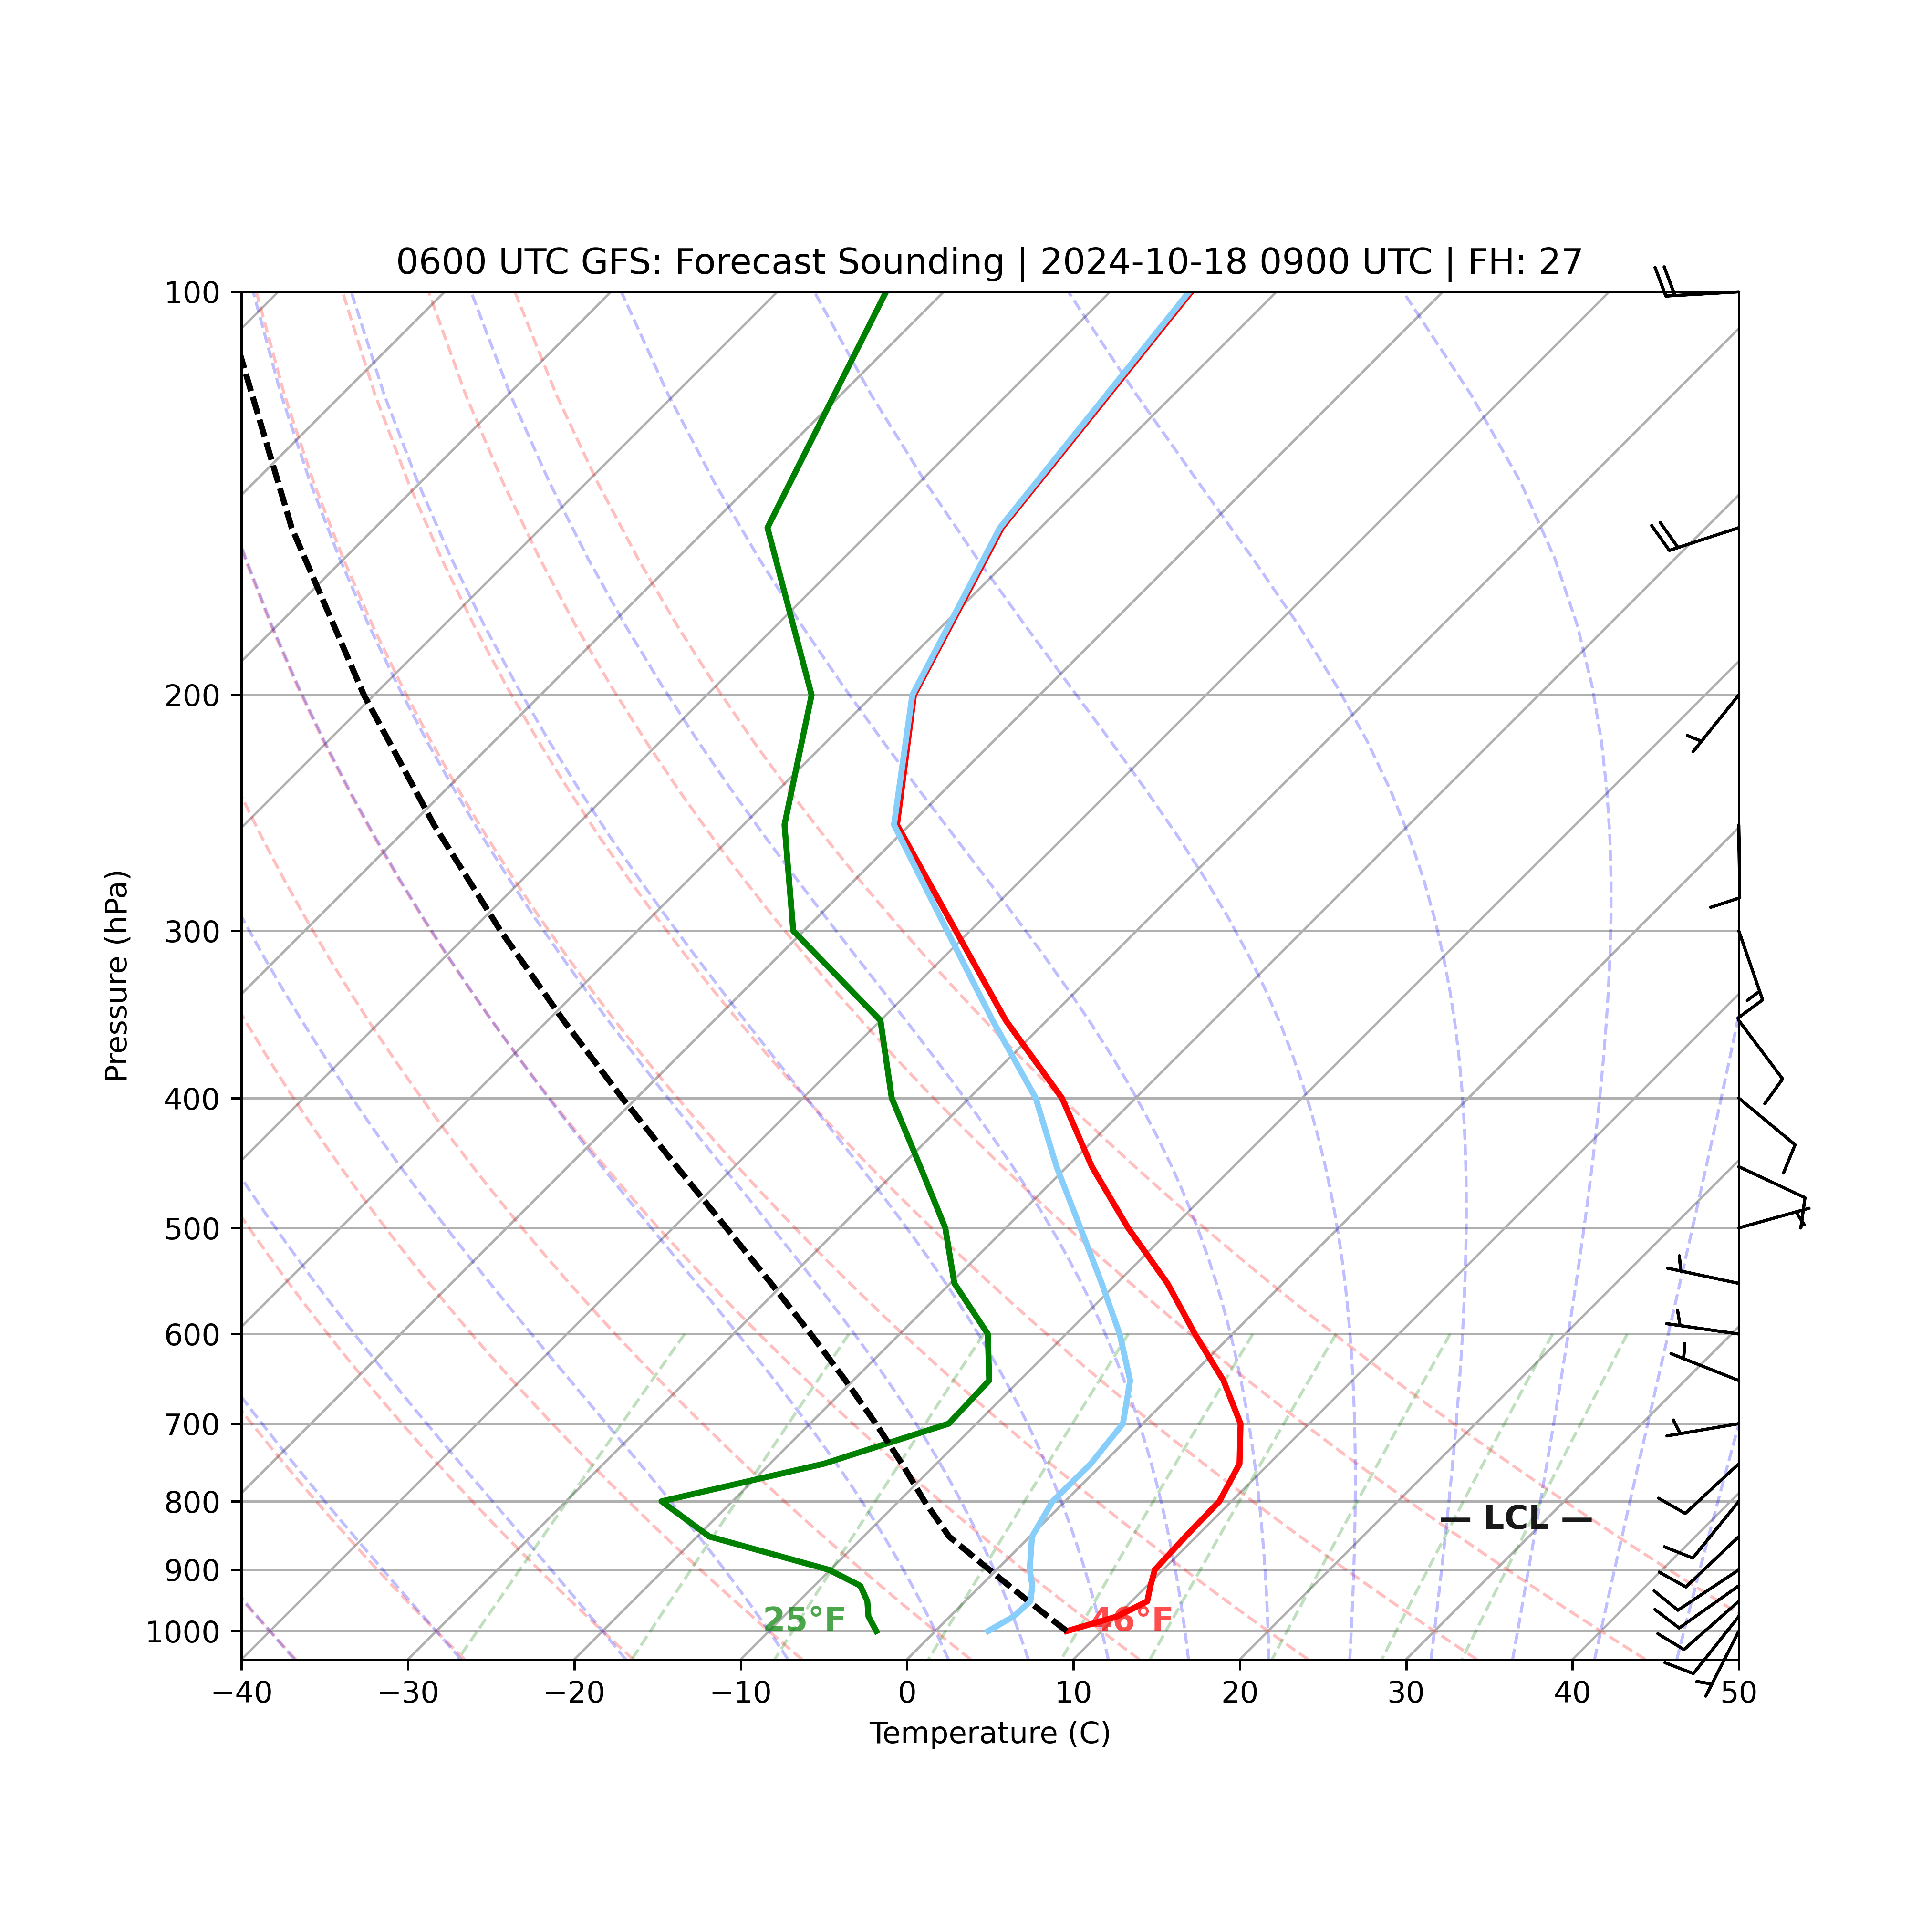 0600 UTC GFS: Forecast Sounding | 2024-10-18 0900 UTC | FH: 27
100
200
300
400
500
600
700
800
900
1000
Pressure (hPa)
— LCL —
25°F
46°F
−40 −30 −20 −10 0 10 20 30 40 50
Temperature (C)